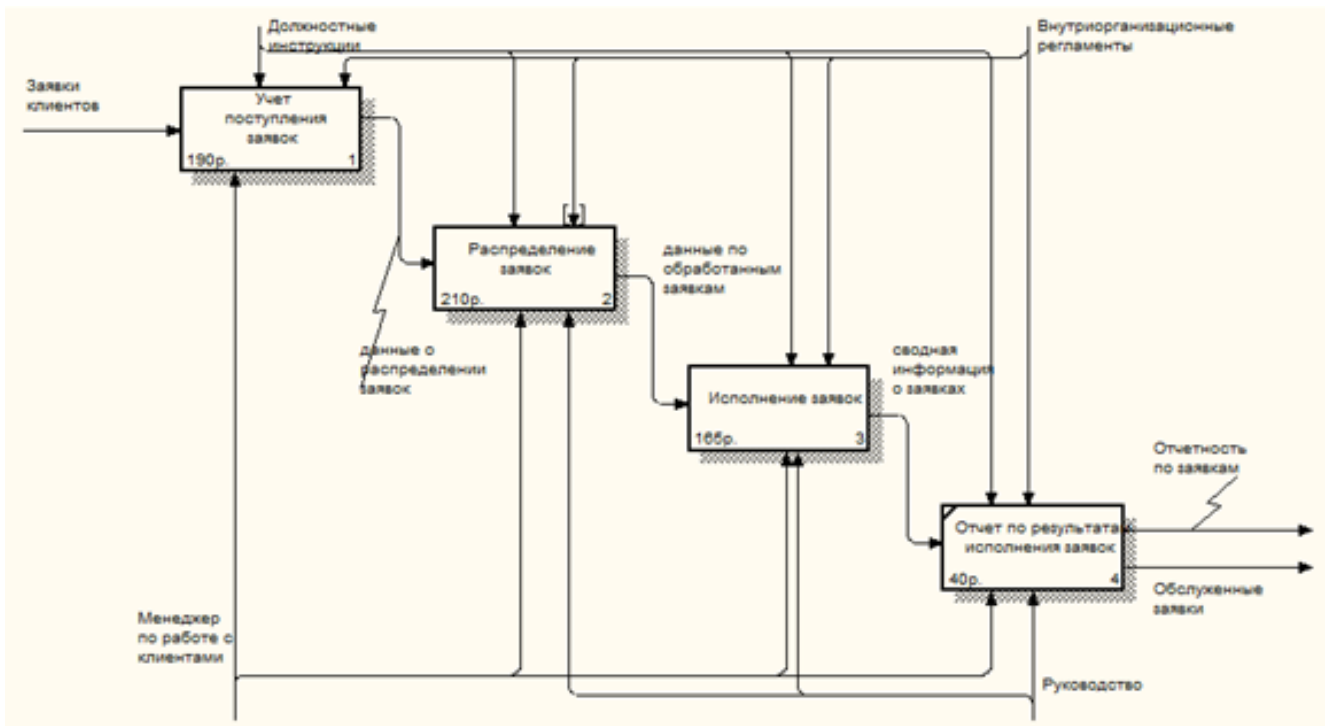 Должностные
инструкции
Внутриорганизационные
регламенты
Заявки
клиентов
Учет
поступления
заявок
190р.
1
Распределение
заявок
210р.
2
данные по
обработанным
заявкам
данные о
распределении
заявок
сводная
информация
о заявках
Исполнение заявок
166р.
3
Отчетность
по заявкам
Отчет по результата
исполнения заявок
40р.
4
Обслуженные
заявки
Менеджер
по работе с
клиентами
Руководство